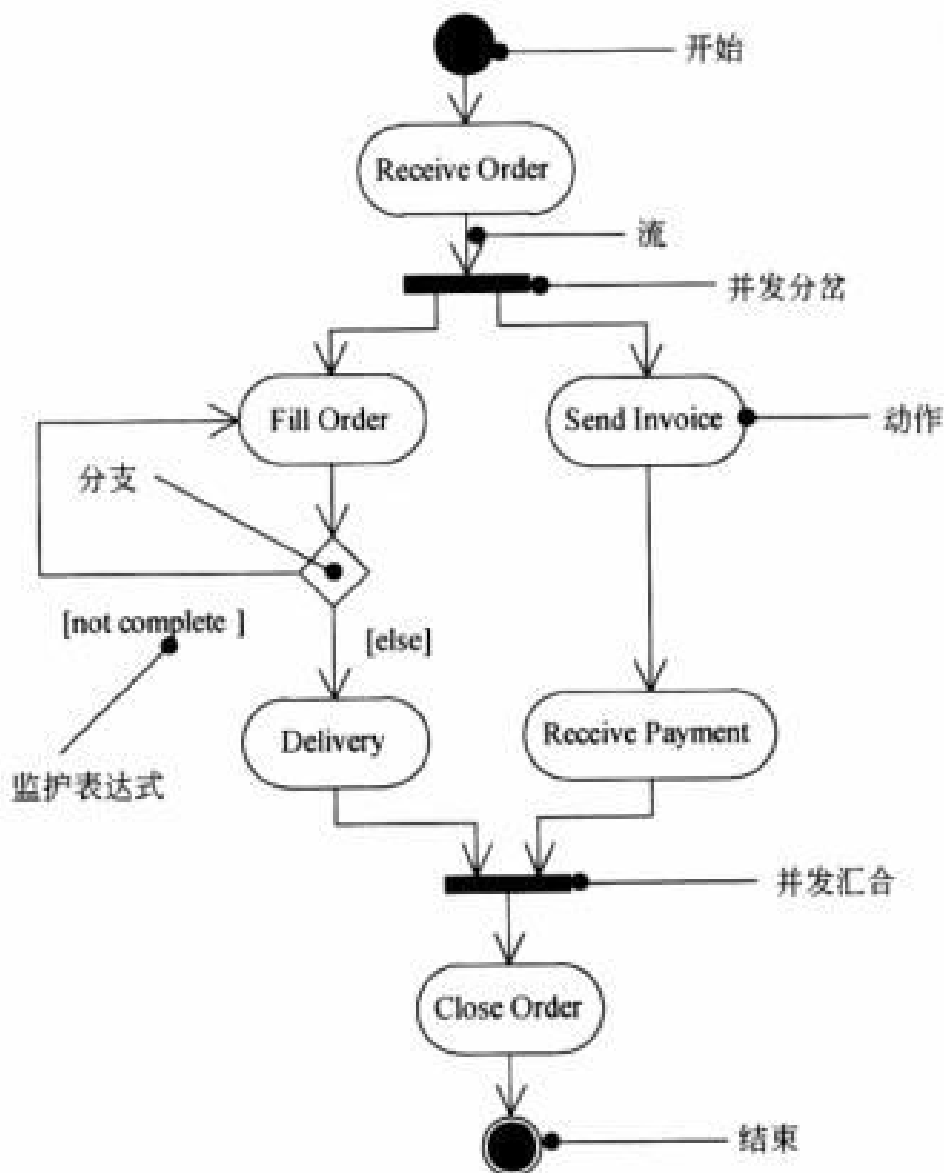 开始
Receive Order
流
并发分岔
Fill Order
Send Invoice
动作
分支
[not complete ]
[else]
Delivery
Receive Payment
监护表达式
并发汇合
Close Order
结束